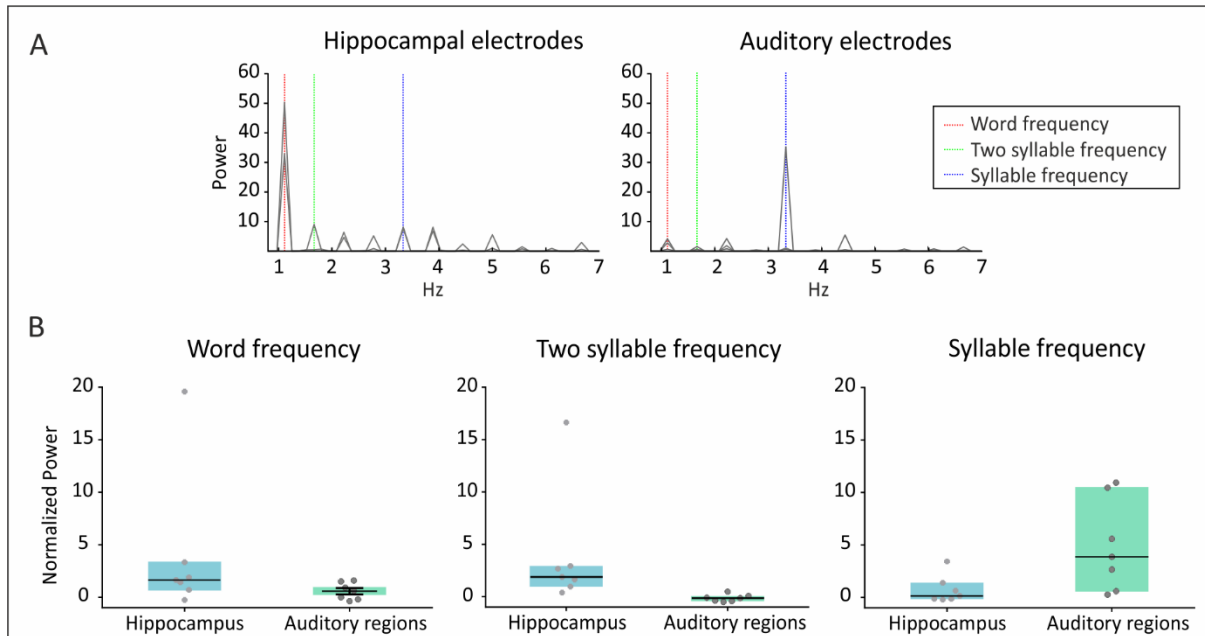 A
Hippocampal electrodes
Auditory electrodes
60
50
40
30
20
10
Power
1 2 3 4 5 6 7
Hz
60
50
40
30
20
10
1 2 3 4 5 6 7
Hz
Word frequency
Two syllable frequency
Syllable frequency
B
Word frequency
Two syllable frequency
Syllable frequency
Normalized Power
20
15
10
5
0
Hippocampus Auditory regions
20
15
10
5
0
Hippocampus Auditory regions
20
15
10
5
0
Hippocampus Auditory regions